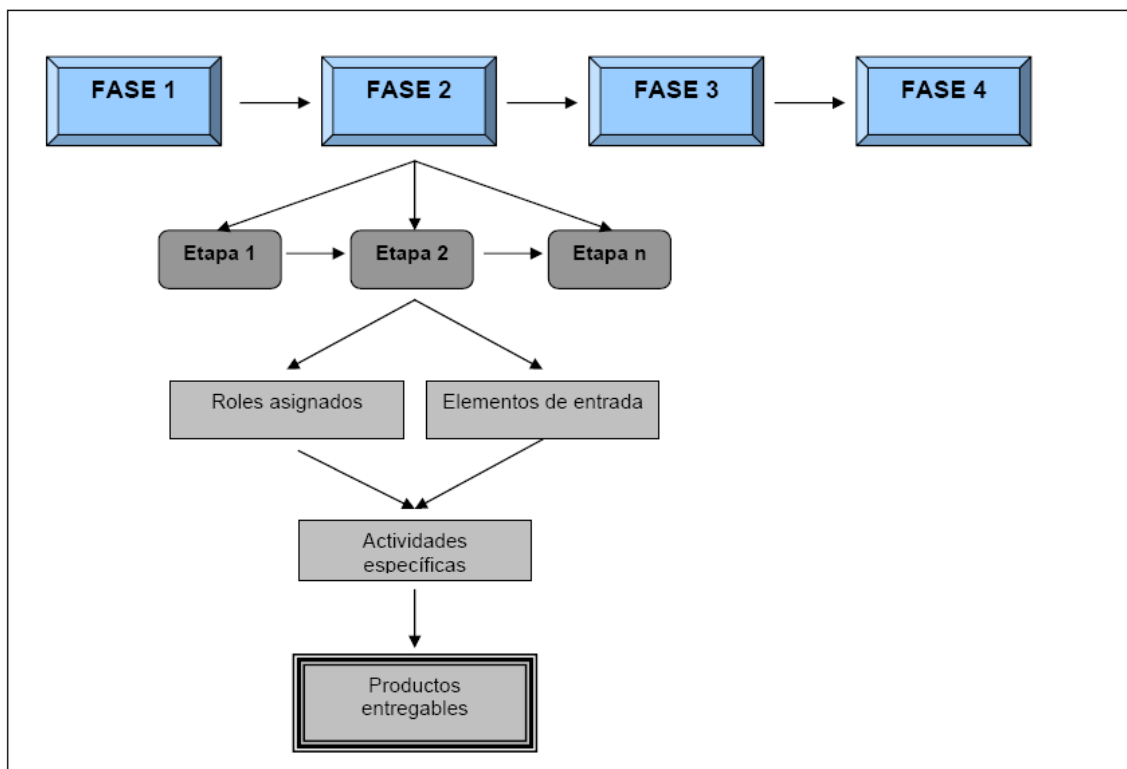 FASE 1
FASE 2
FASE 3
FASE 4
Etapa 1
Etapa 2
Etapa n
Roles asignados
Elementos de entrada
Actividades
específicas
Productos
entregables